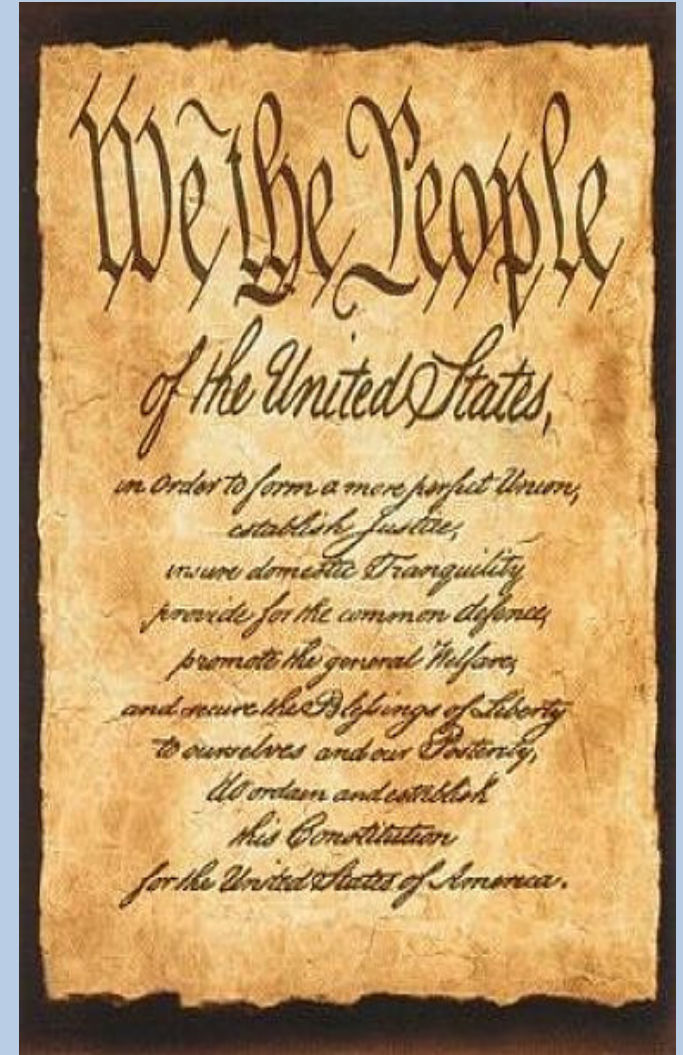 We the People
of the United States,
in Order to form a more perfect Union,
establish Justice,
insure domestic Tranquility
provide for the common defence,
promote the general Welfare,
and secure the Blessings of Liberty
to ourselves and our Posterity,
do ordain and establish
this Constitution
for the United States of America.